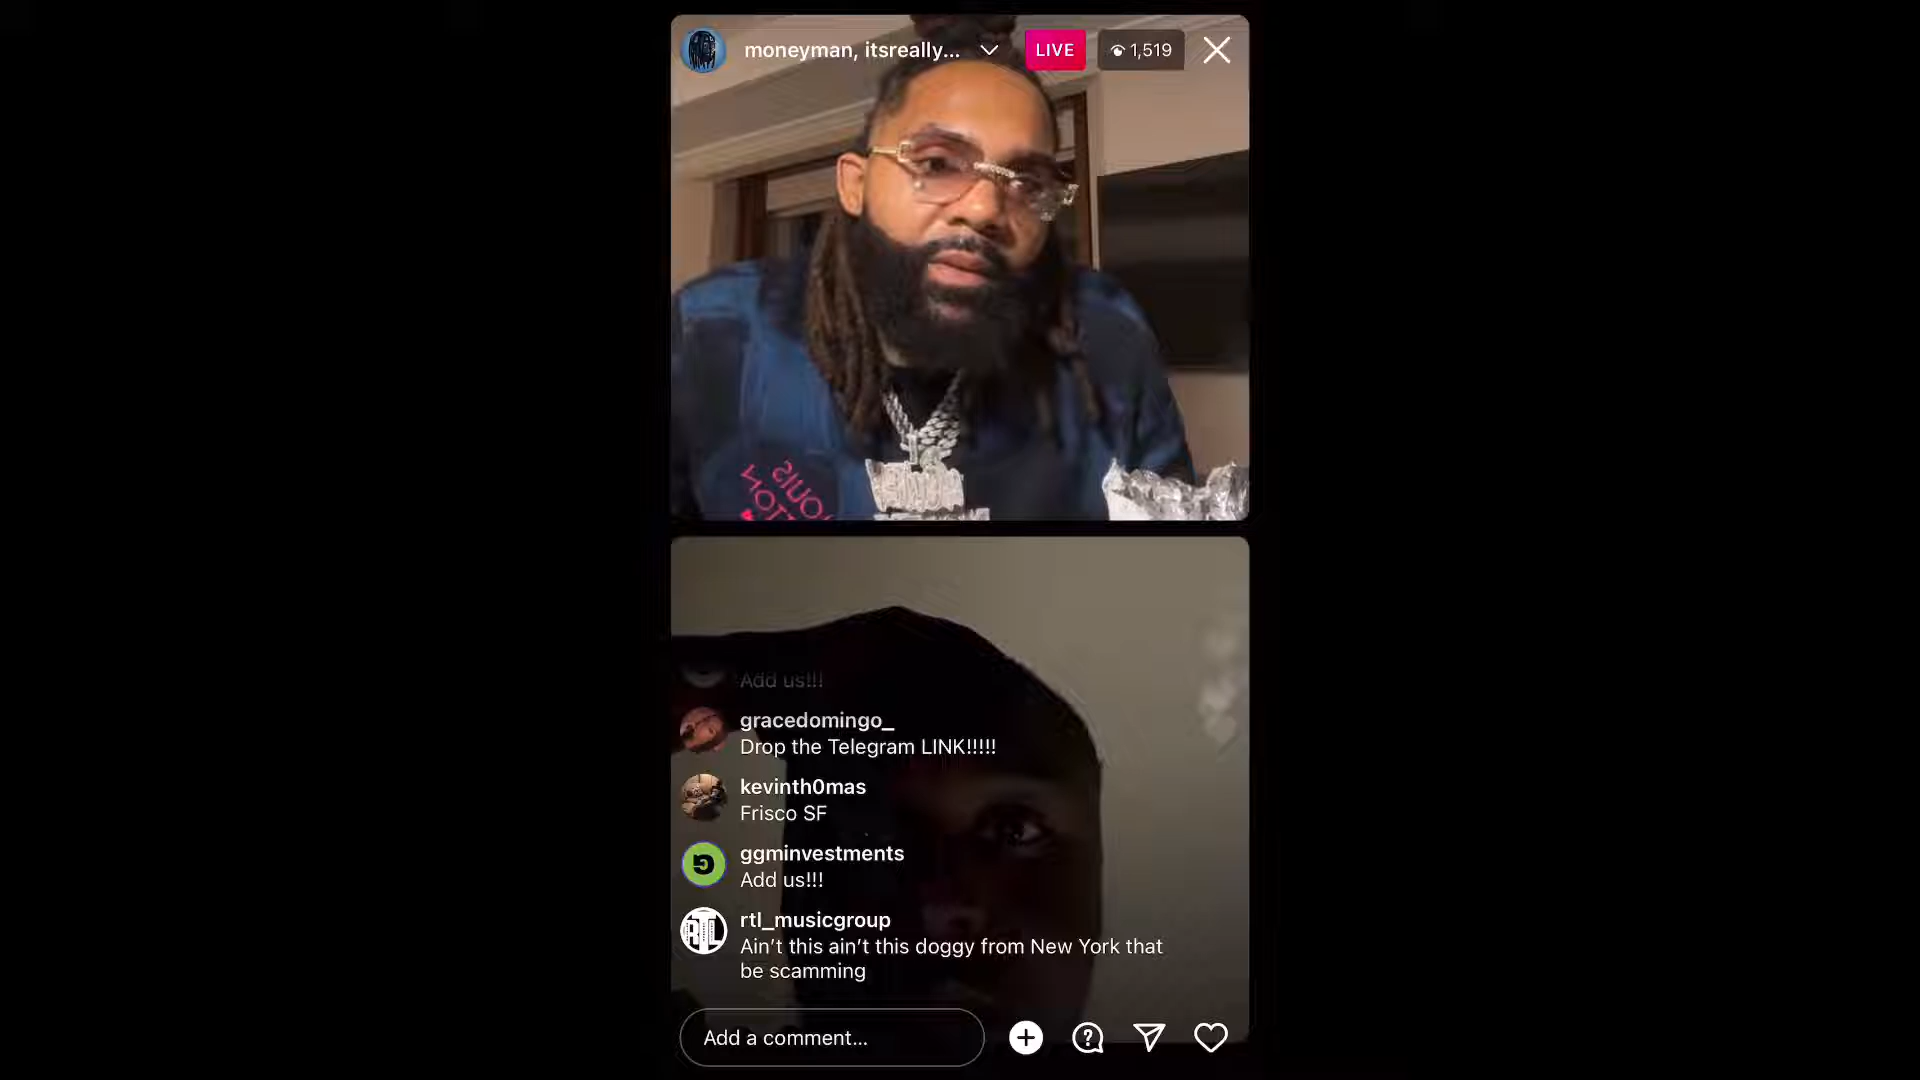 moneyman, itsreally...
LIVE
1,519
Add us!!!
gracedomingo_
Drop the Telegram LINK!!!!!
kevinth0mas
Frisco SF
ggminvestments
Add us!!!
RTL
rtl_musicgroup
Ain't this ain't this doggy from New York that
be scamming
Add a comment...